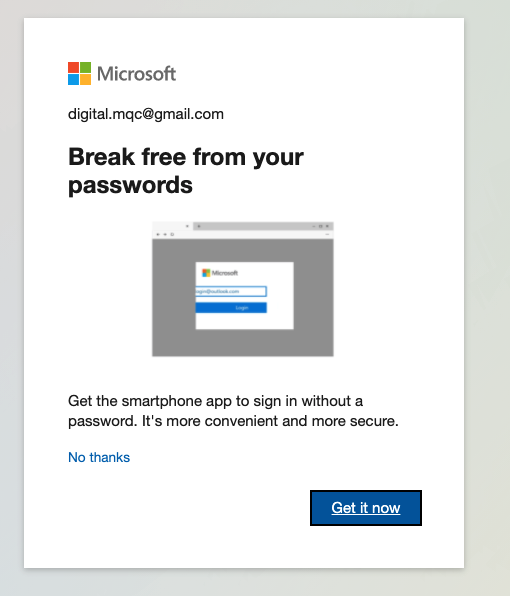 Microsoft
digital.mqc@gmail.com
Break free from your
passwords
Microsoft
login@outlook.com
Login
Get the smartphone app to sign in without a
password. It's more convenient and more secure.
No thanks
Get it now